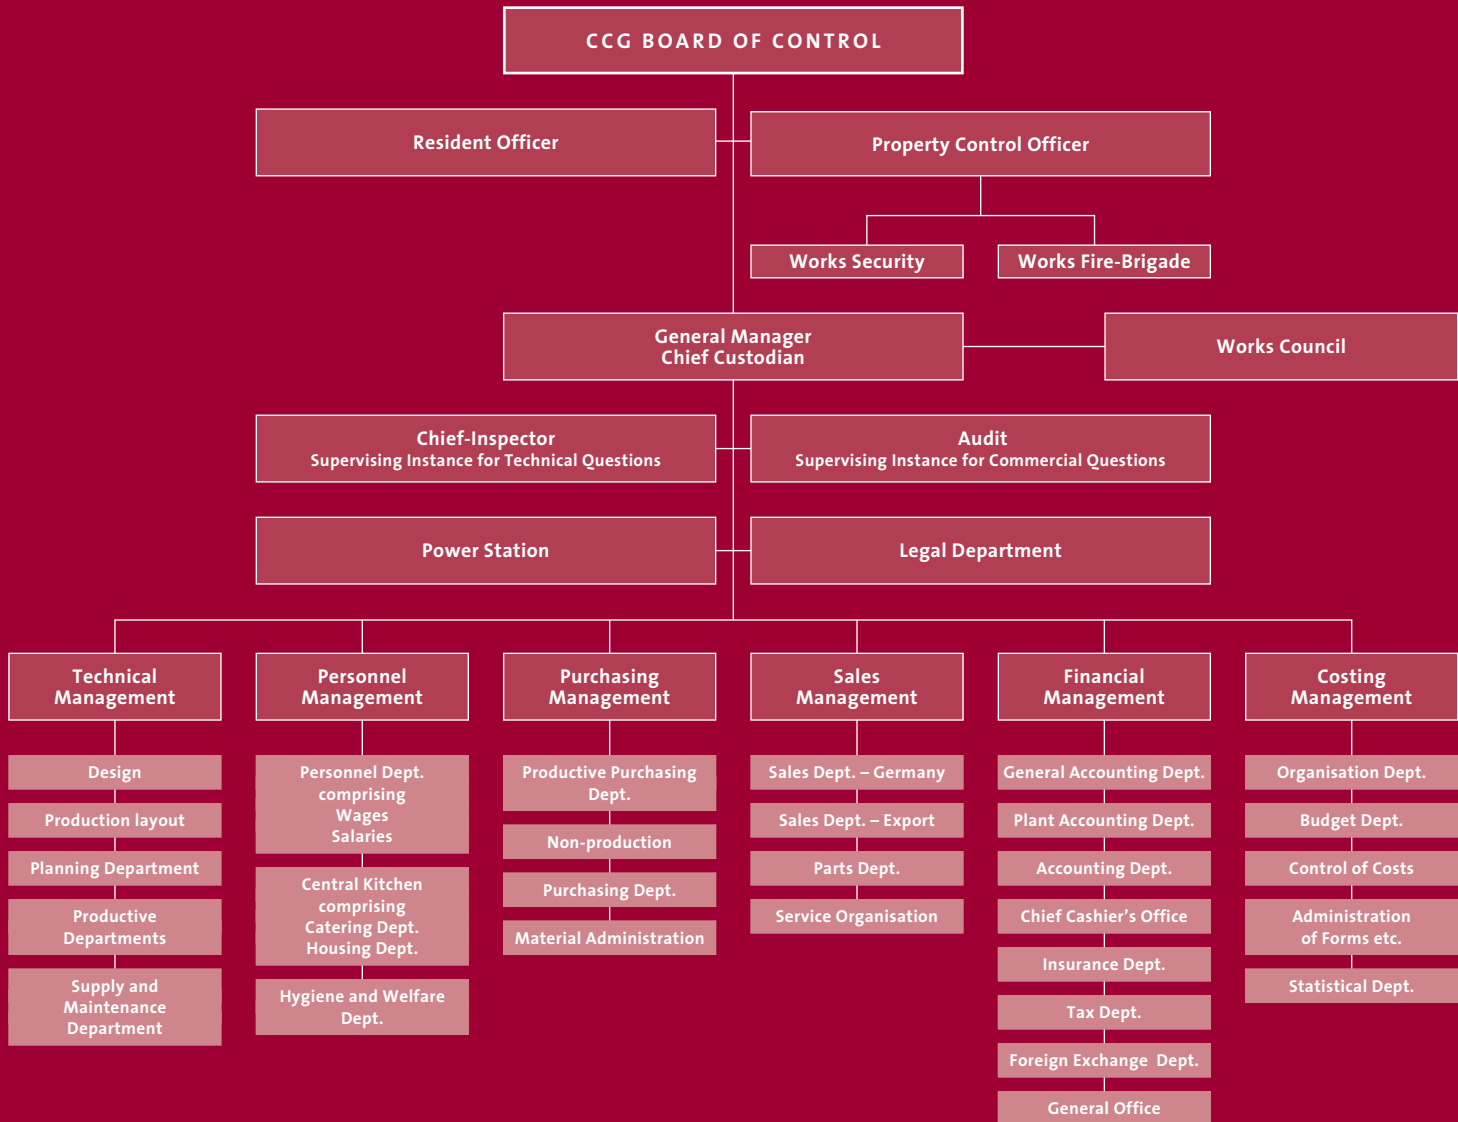 CCG BOARD OF CONTROL
Resident Officer
Property Control Officer
Works Security
Works Fire-Brigade
General Manager
Chief Custodian
Works Council
Chief-Inspector
Supervising Instance for Technical Questions
Audit
Supervising Instance for Commercial Questions
Power Station
Legal Department
Technical
Management
Design
Production layout
Planning Department
Productive
Departments
Supply and
Maintenance
Department
Personnel
Management
Personnel Dept.
comprising
Wages
Salaries
Central Kitchen
comprising
Catering Dept.
Housing Dept.
Hygiene and Welfare
Dept.
Purchasing
Management
Productive Purchasing
Dept.
Non-production
Purchasing Dept.
Material Administration
Sales
Management
Sales Dept. – Germany
Sales Dept. – Export
Parts Dept.
Service Organisation
Financial
Management
General Accounting Dept.
Plant Accounting Dept.
Accounting Dept.
Chief Cashier’s Office
Insurance Dept.
Tax Dept.
Foreign Exchange Dept.
General Office
Costing
Management
Organisation Dept.
Budget Dept.
Control of Costs
Administration
of Forms etc.
Statistical Dept.